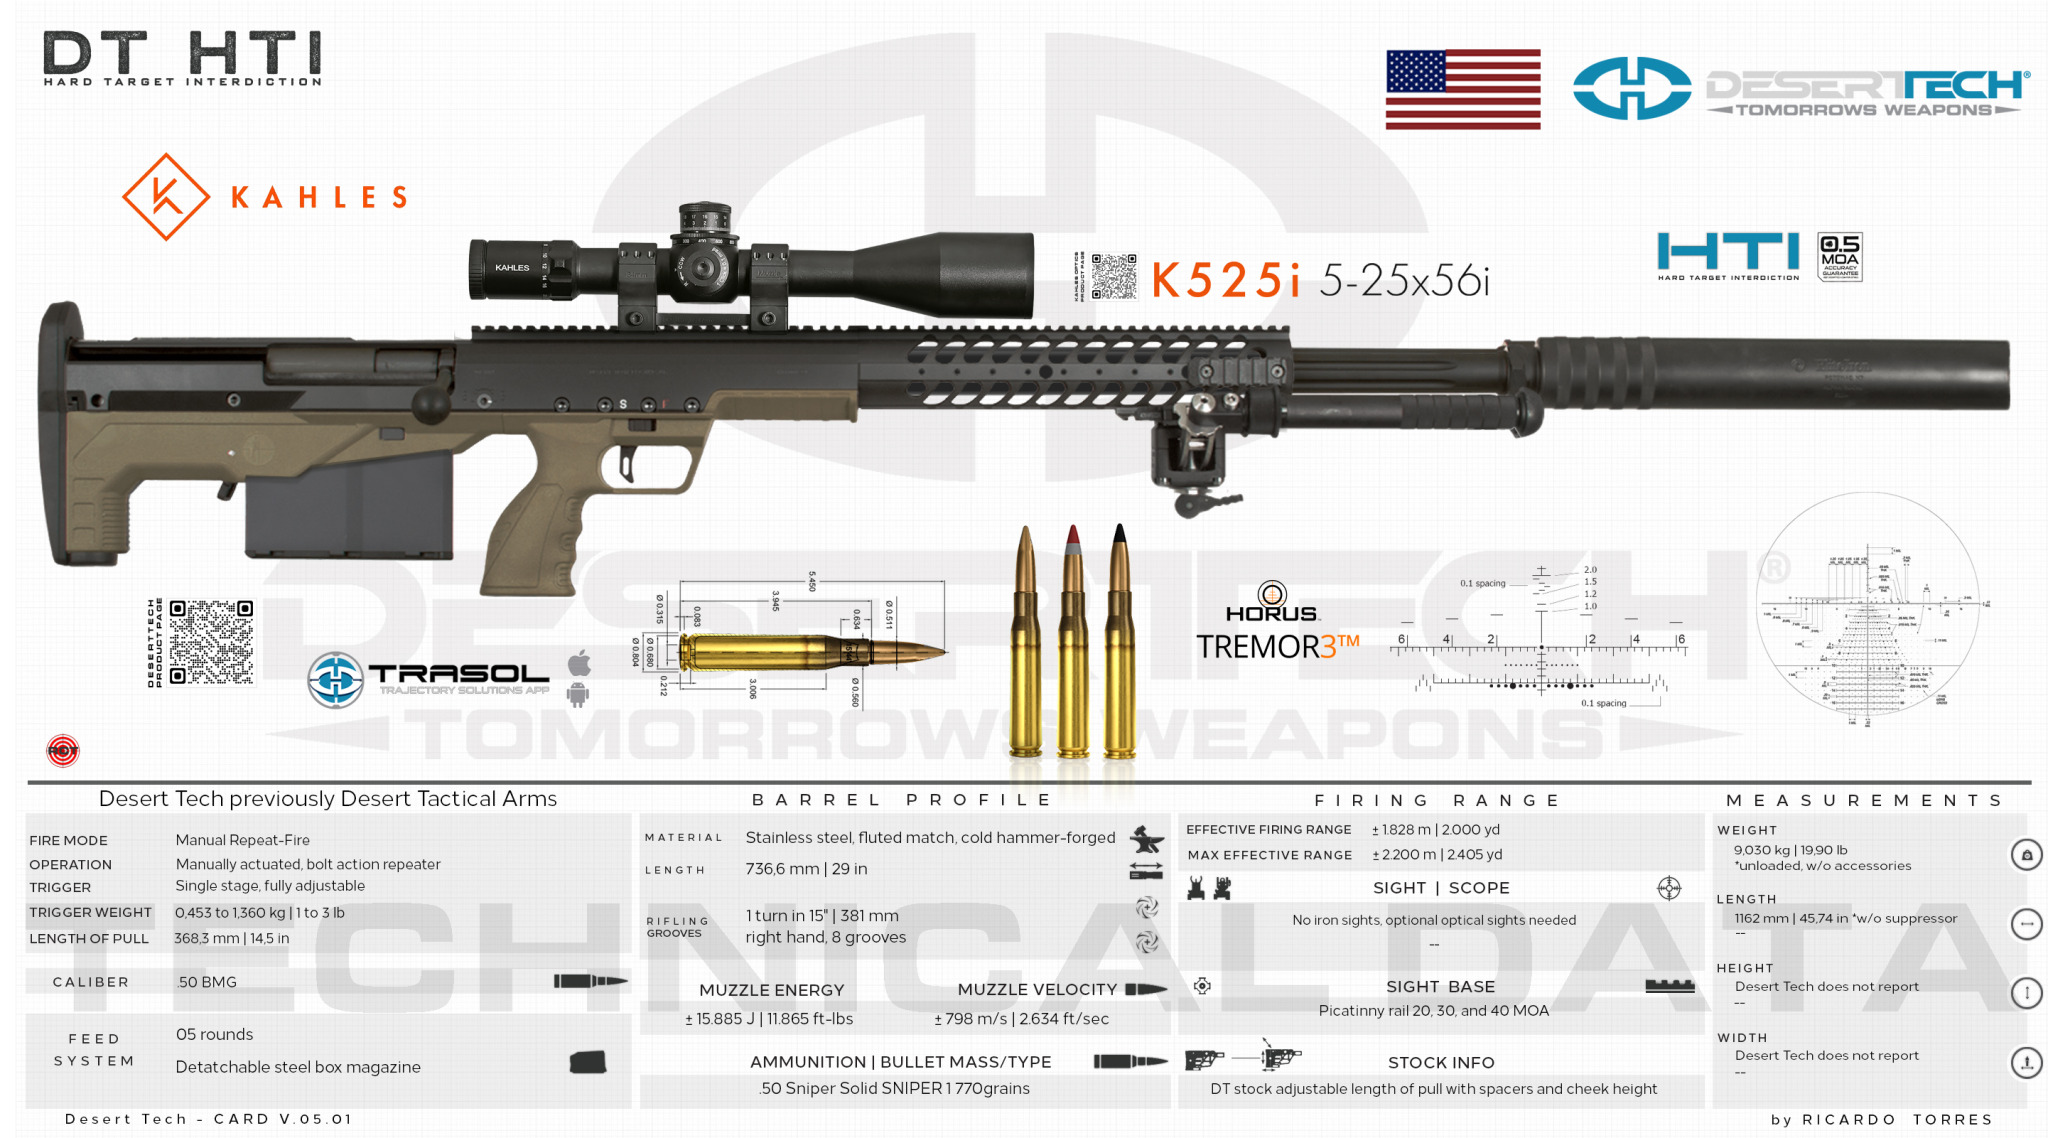 DT HTI
HARD TARGET INTERDICTION
DESERT TECH®
TOMORROWS WEAPONS
KAHLES
HTI
HARD TARGET INTERDICTION
0.5
MOA
ACCURACY
GUARANTEE
KAHLES
KAHLES OPTICS
PRODUCT PAGE
K525i 5-25x56i
S
F
DESERT TECH
PRODUCT PAGE
TRASOL
TRAJECTORY SOLUTIONS APP
5.450
3.945
Ø 0.315
0.083
0.634
Ø 0.511
Ø 0.804
Ø 0.680
0.212
3.006
Ø 0.560
HORUS
TREMOR3™
0.1 spacing
2.0
1.5
1.2
1.0
6 4 2 2 4 6
0.1 spacing
DESERT TECH®
TOMORROWS WEAPONS
RDT
Desert Tech previously Desert Tactical Arms
FIRE MODE Manual Repeat-Fire
OPERATION Manually actuated, bolt action repeater
TRIGGER Single stage, fully adjustable
TRIGGER WEIGHT 0,453 to 1,360 kg | 1 to 3 lb
LENGTH OF PULL 368,3 mm | 14,5 in
CALIBER .50 BMG
FEED SYSTEM 05 rounds
Detatchable steel box magazine
BARREL PROFILE
MATERIAL Stainless steel, fluted match, cold hammer-forged
LENGTH 736,6 mm | 29 in
RIFLING 1 turn in 15" | 381 mm
GROOVES right hand, 8 grooves
MUZZLE ENERGY MUZZLE VELOCITY
± 15.885 J | 11.865 ft-lbs ± 798 m/s | 2.634 ft/sec
AMMUNITION | BULLET MASS/TYPE
.50 Sniper Solid SNIPER 1 770grains
FIRING RANGE
EFFECTIVE FIRING RANGE ± 1.828 m | 2.000 yd
MAX EFFECTIVE RANGE ± 2.200 m | 2.405 yd
SIGHT | SCOPE
No iron sights, optional optical sights needed
--
SIGHT BASE
Picatinny rail 20, 30, and 40 MOA
STOCK INFO
DT stock adjustable length of pull with spacers and cheek height
MEASUREMENTS
WEIGHT
9,030 kg | 19,90 lb
*unloaded, w/o accessories
LENGTH
1162 mm | 45,74 in *w/o suppressor
--
HEIGHT
Desert Tech does not report
--
WIDTH
Desert Tech does not report
--
TECHNICAL DATA
Desert Tech - CARD V.05.01
by RICARDO TORRES